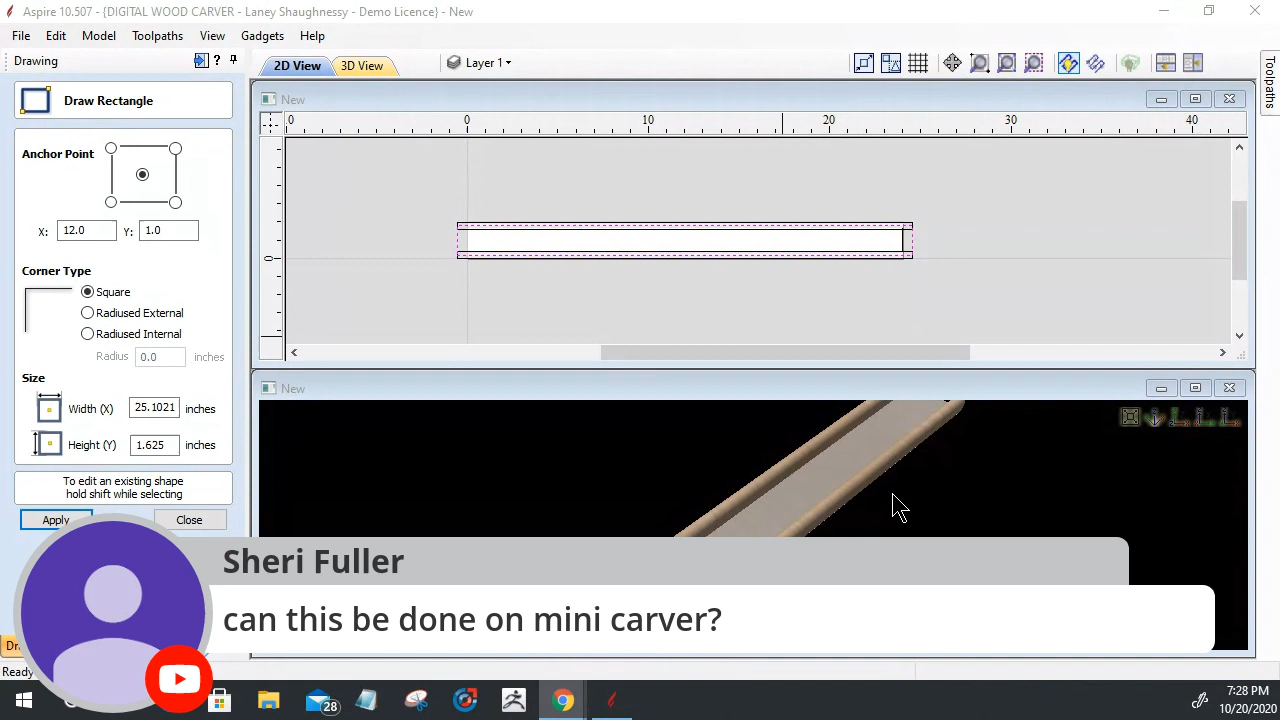 Aspire 10.507 - {DIGITAL WOOD CARVER - Laney Shaughnessy - Demo Licence} - New
File Edit Model Toolpaths View Gadgets Help
Drawing
?
2D View 3D View Layer 1
Draw Rectangle
Anchor Point
X: 12.0 Y: 1.0
Corner Type
Square
Radiused External
Radiused Internal
Radius 0.0 inches
Size
Width (X) 25.1021 inches
Height (Y) 1.625 inches
To edit an existing shape
hold shift while selecting
Apply Close
New
0 0 10 20 30 40
0
New
Toolpaths
Sheri Fuller
can this be done on mini carver?
Dr
Ready
28
7:28 PM
10/20/2020